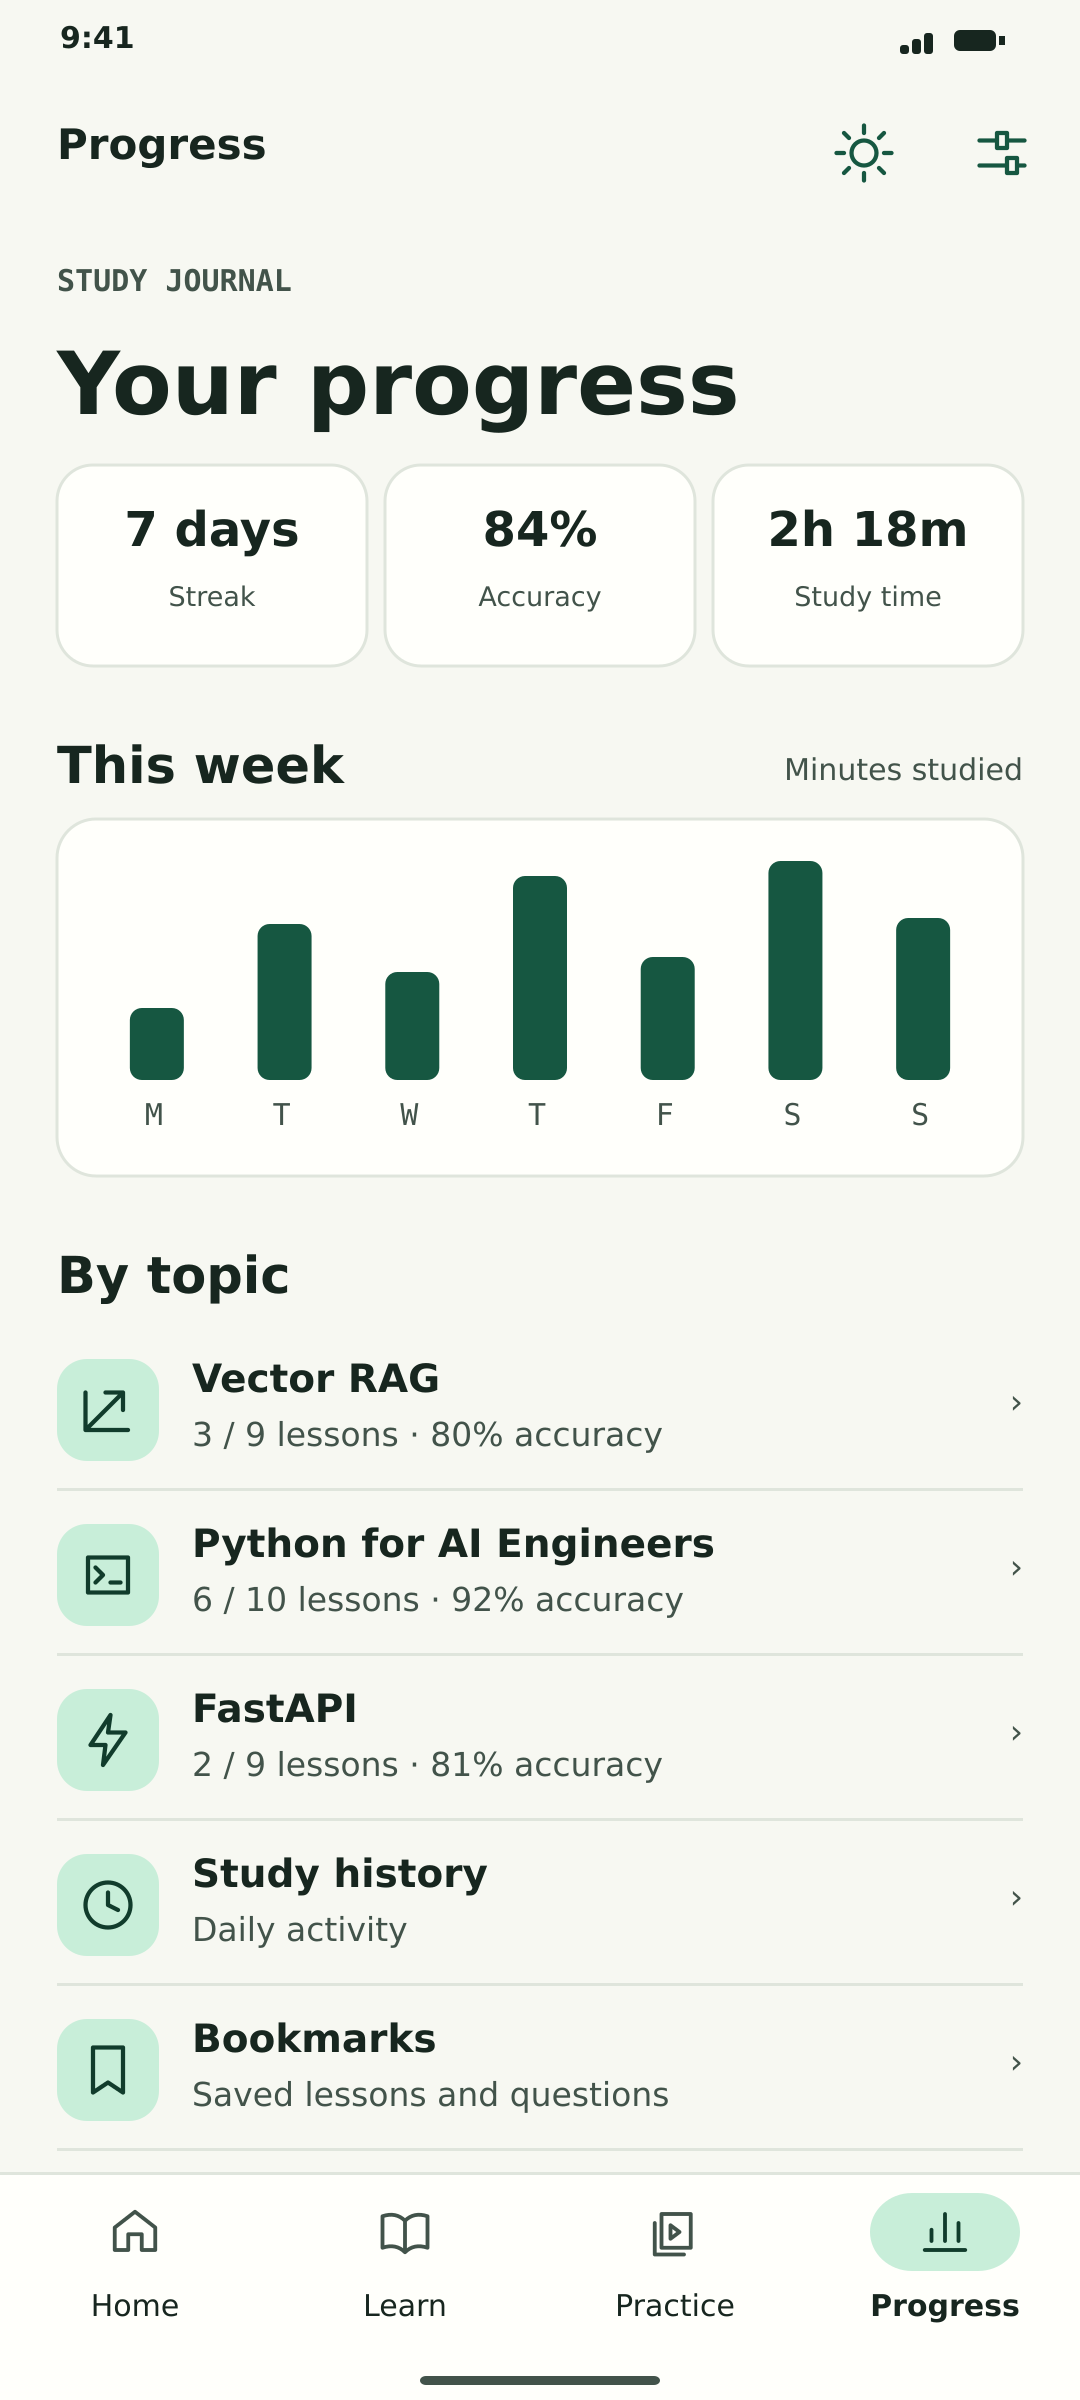 9:41
Progress
STUDY JOURNAL
Your progress
7 days
Streak
84%
Accuracy
2h 18m
Study time
This week
Minutes studied
M T W T F S S
By topic
Vector RAG
3 / 9 lessons · 80% accuracy
›
Python for AI Engineers
6 / 10 lessons · 92% accuracy
›
FastAPI
2 / 9 lessons · 81% accuracy
›
Study history
Daily activity
›
Bookmarks
Saved lessons and questions
›
Home
Learn
Practice
Progress